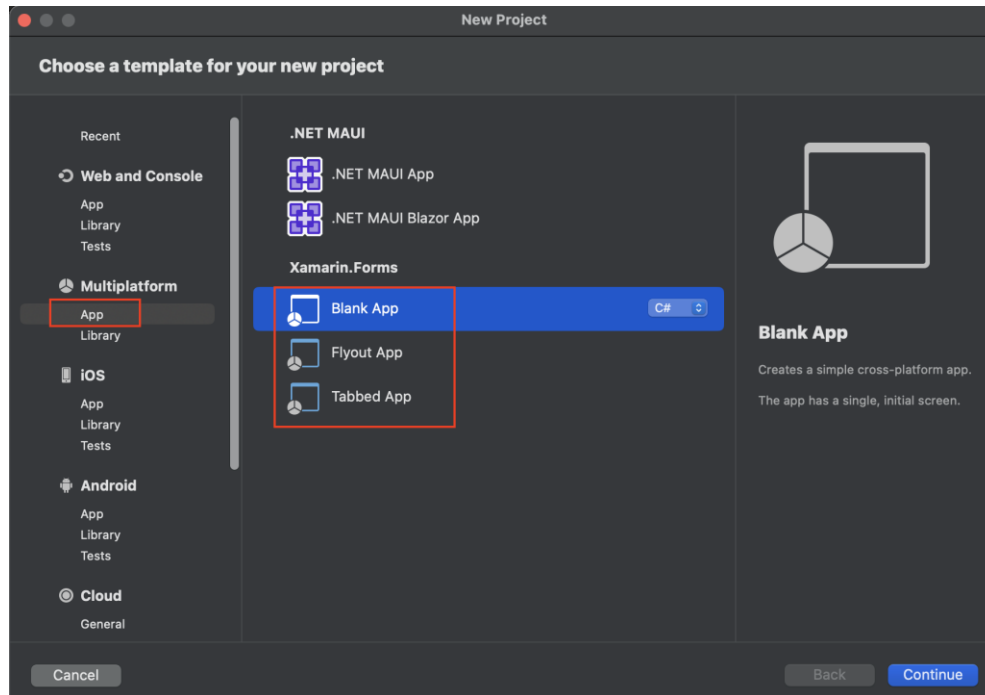 New Project
Choose a template for your new project
Recent
Web and Console
App
Library
Tests
Multiplatform
App
Library
iOS
App
Library
Tests
Android
App
Library
Tests
Cloud
General
.NET MAUI
.NET MAUI App
.NET MAUI Blazor App
Xamarin.Forms
Blank App C#
Flyout App
Tabbed App
Blank App
Creates a simple cross-platform app.
The app has a single, initial screen.
Cancel
Back
Continue